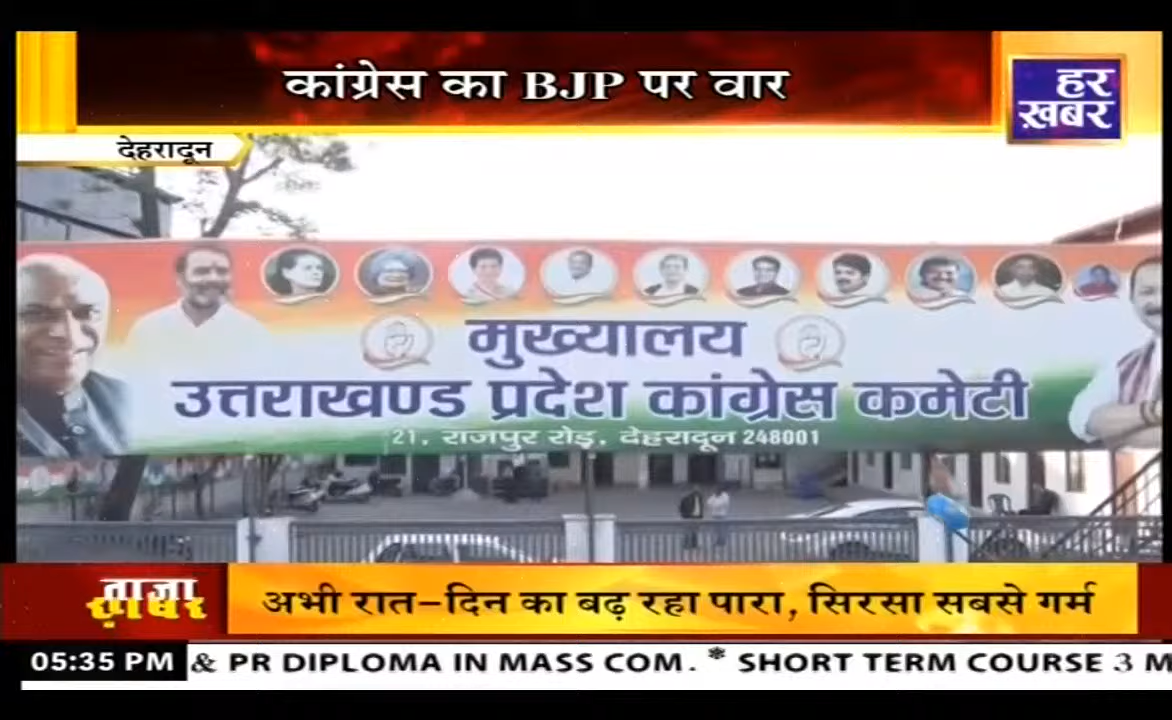 कांग्रेस का BJP पर वार
हर
ख़बर
देहरादून
मुख्यालय
उत्तराखण्ड प्रदेश कांग्रेस कमेटी
21, राजपुर रोड़, देहरादून 248001
ताजा
ख़बर
अभी रात-दिन का बढ़ रहा पारा, सिरसा सबसे गर्म
05:35 PM & PR DIPLOMA IN MASS COM. * SHORT TERM COURSE 3 M